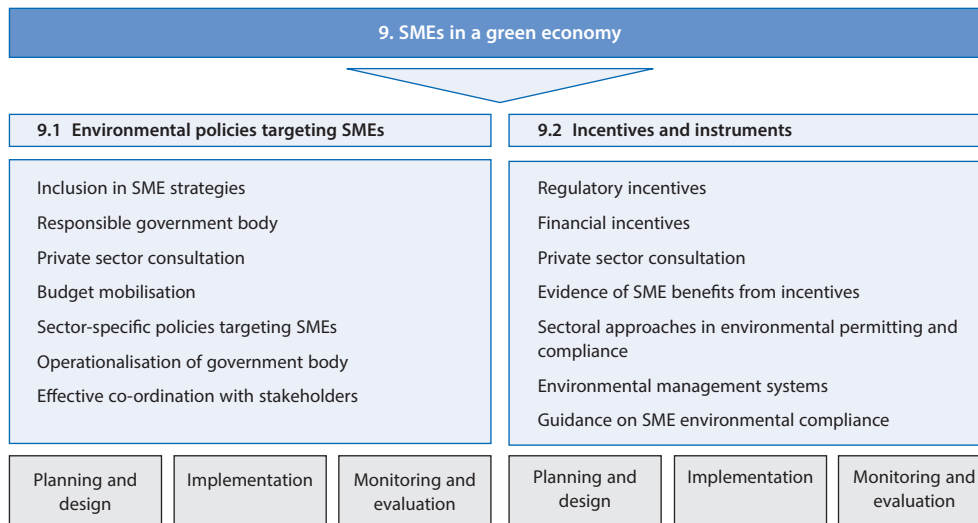 9. SMEs in a green economy
9.1 Environmental policies targeting SMEs
Inclusion in SME strategies
Responsible government body
Private sector consultation
Budget mobilisation
Sector-specific policies targeting SMEs
Operationalisation of government body
Effective co-ordination with stakeholders
Planning and
design
Implementation
Monitoring and
evaluation
9.2 Incentives and instruments
Regulatory incentives
Financial incentives
Private sector consultation
Evidence of SME benefits from incentives
Sectoral approaches in environmental permitting and
compliance
Environmental management systems
Guidance on SME environmental compliance
Planning and
design
Implementation
Monitoring and
evaluation